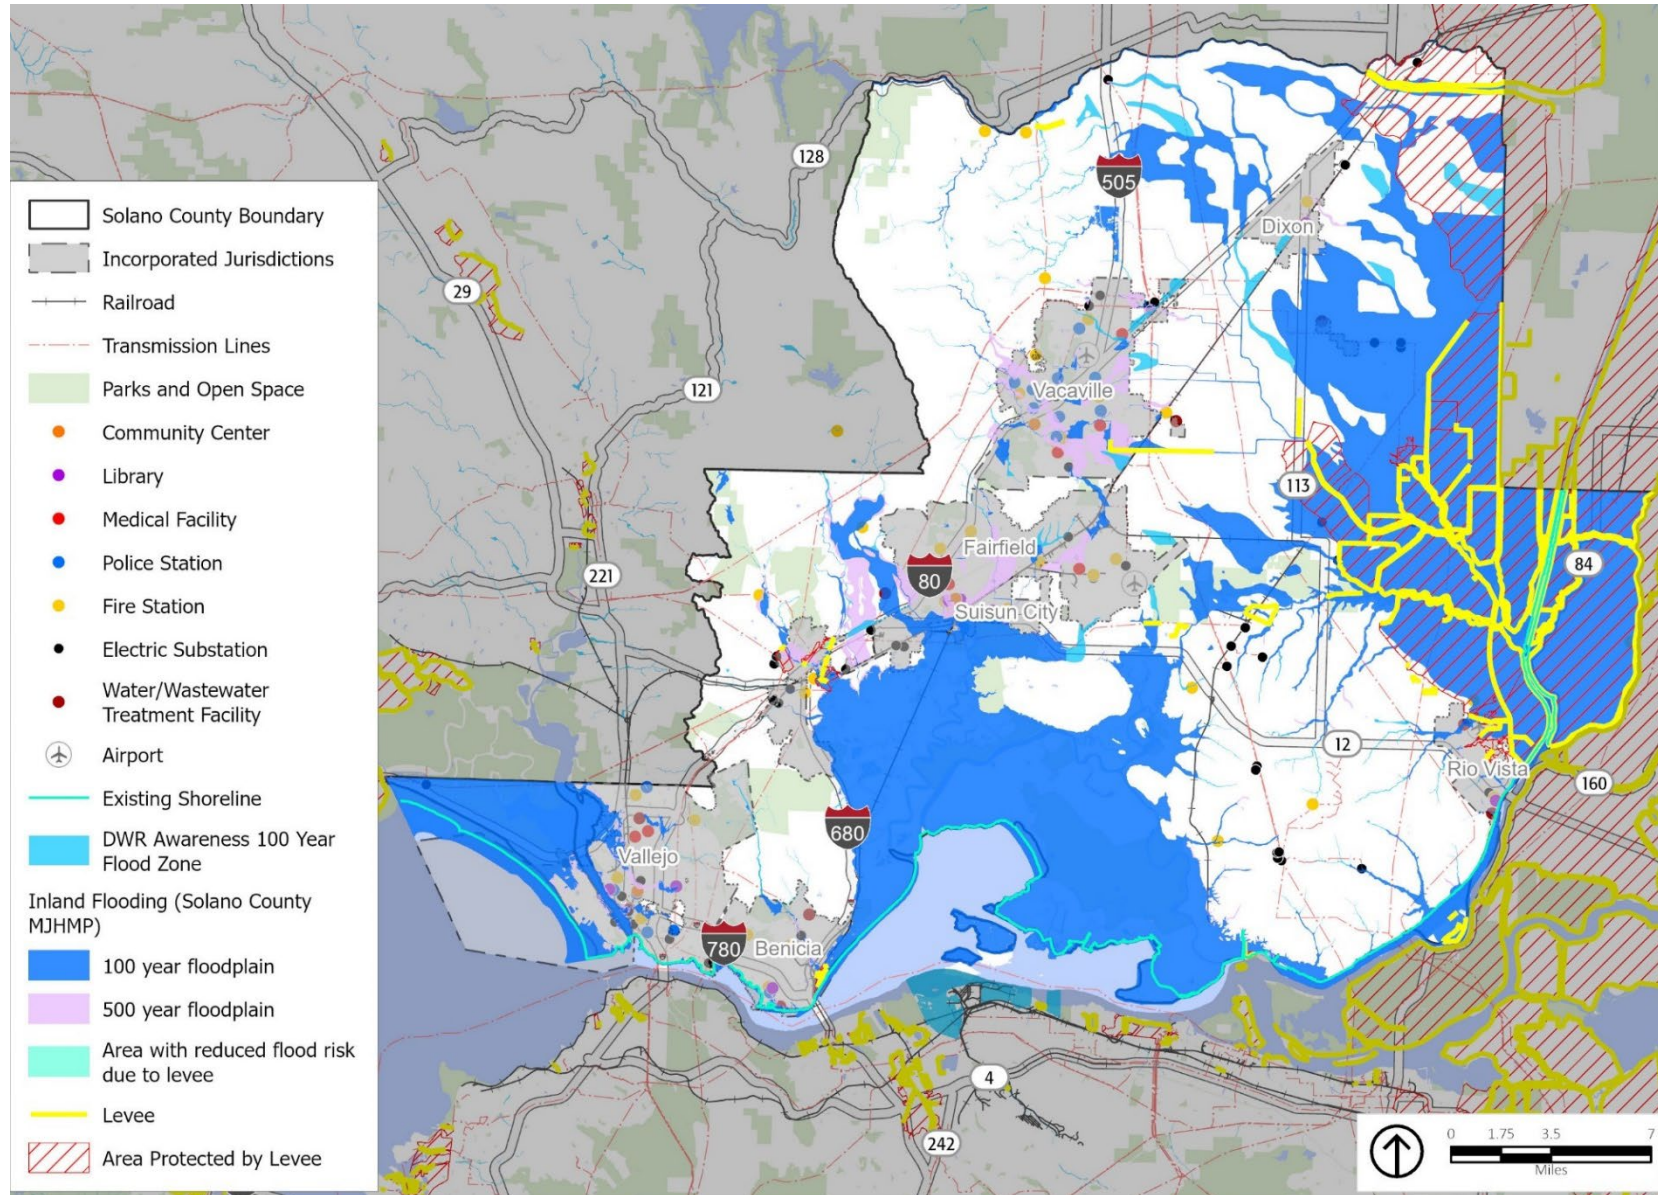 Solano County Boundary
Incorporated Jurisdictions
Railroad
Transmission Lines
Parks and Open Space
Community Center
Library
Medical Facility
Police Station
Fire Station
Electric Substation
Water/Wastewater
Treatment Facility
Airport
Existing Shoreline
DWR Awareness 100 Year
Flood Zone
Inland Flooding (Solano County
MJHMP)
100 year floodplain
500 year floodplain
Area with reduced flood risk
due to levee
Levee
Area Protected by Levee
128
505
Dixon
29
121
Vacaville
113
Fairfield
80
221
84
Suisun City
12
Rio Vista
160
680
Vallejo
780
Benicia
4
242
0 1.75 3.5 7
Miles